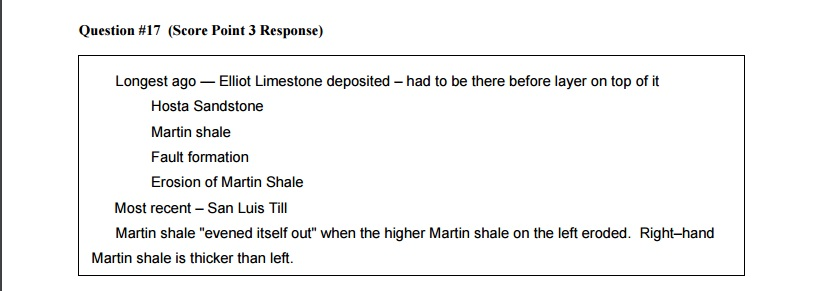 Question #17 (Score Point 3 Response)
Longest ago — Elliot Limestone deposited – had to be there before layer on top of it
Hosta Sandstone
Martin shale
Fault formation
Erosion of Martin Shale
Most recent – San Luis Till
Martin shale "evened itself out" when the higher Martin shale on the left eroded. Right–hand
Martin shale is thicker than left.